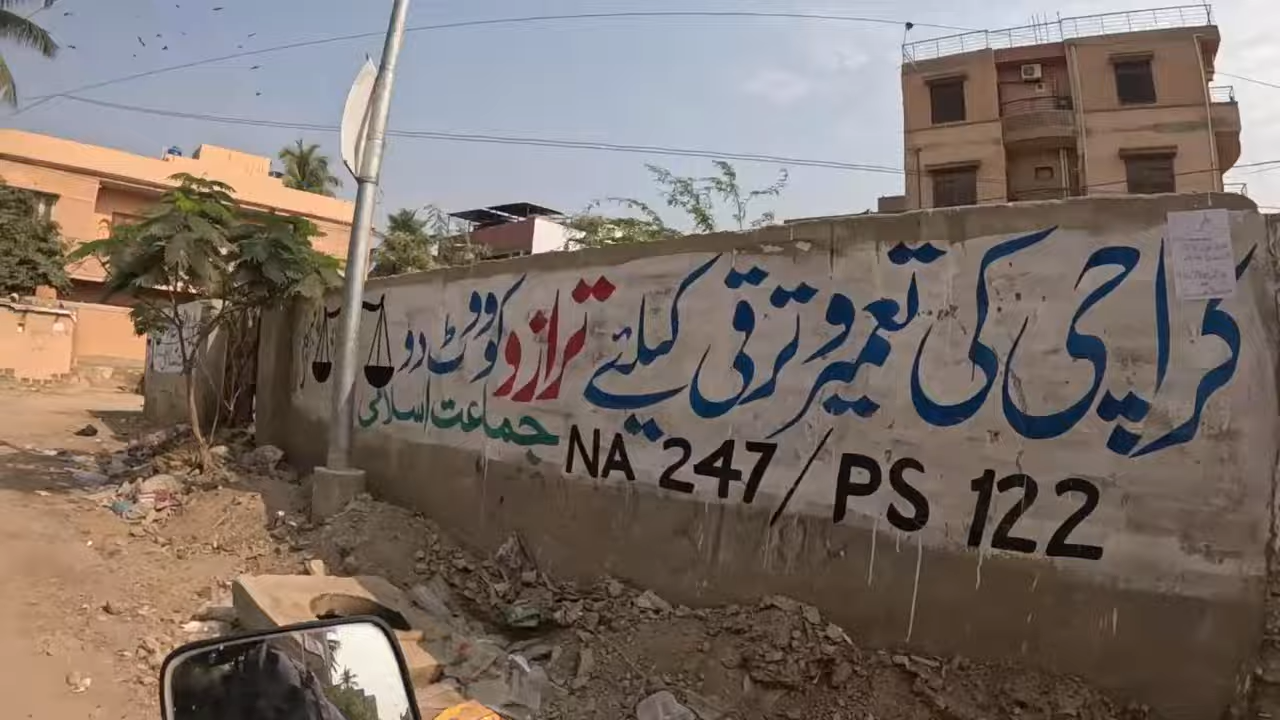 کراچی کی تعمیر و ترقی کیلئے ترازو کو ووٹ دو
جماعت اسلامی
NA 247/PS 122